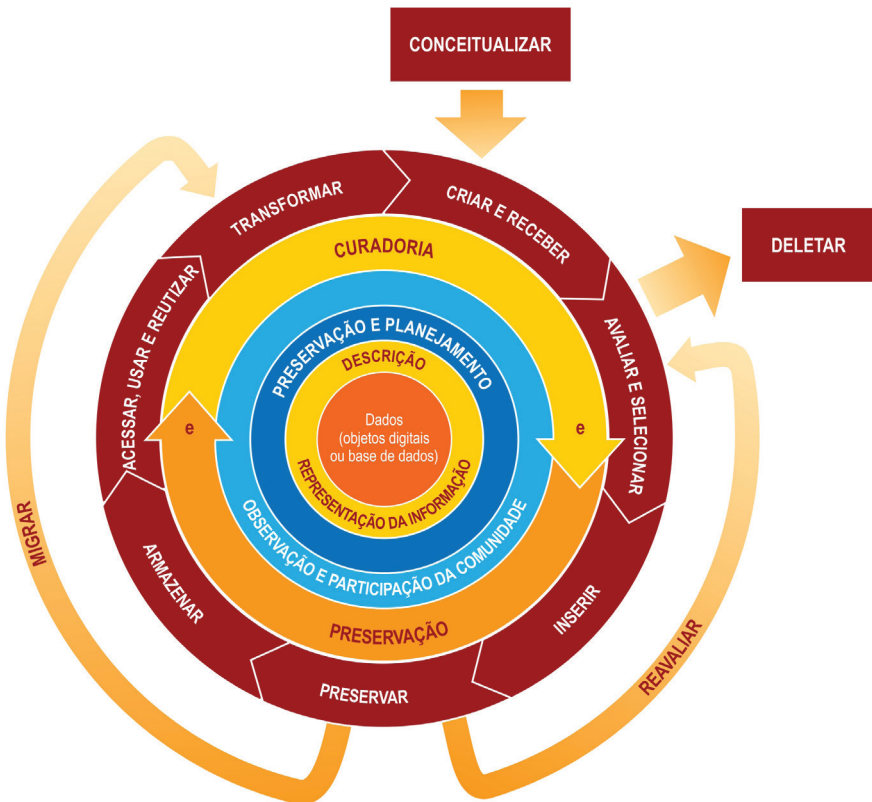 CONCEITUALIZAR
CRIAR E RECEBER
DELETAR
AVALIAR E SELECIONAR
INSERIR
PRESERVAR
ARMAZENAR
ACESSAR, USAR E REUTIZAR
TRANSFORMAR
MIGRAR
REAVALIAR
CURADORIA
e
PRESERVAÇÃO
e
OBSERVAÇÃO E PARTICIPAÇÃO DA COMUNIDADE
PRESERVAÇÃO E PLANEJAMENTO
DESCRIÇÃO
REPRESENTAÇÃO DA INFORMAÇÃO
Dados
(objetos digitais
ou base de dados)